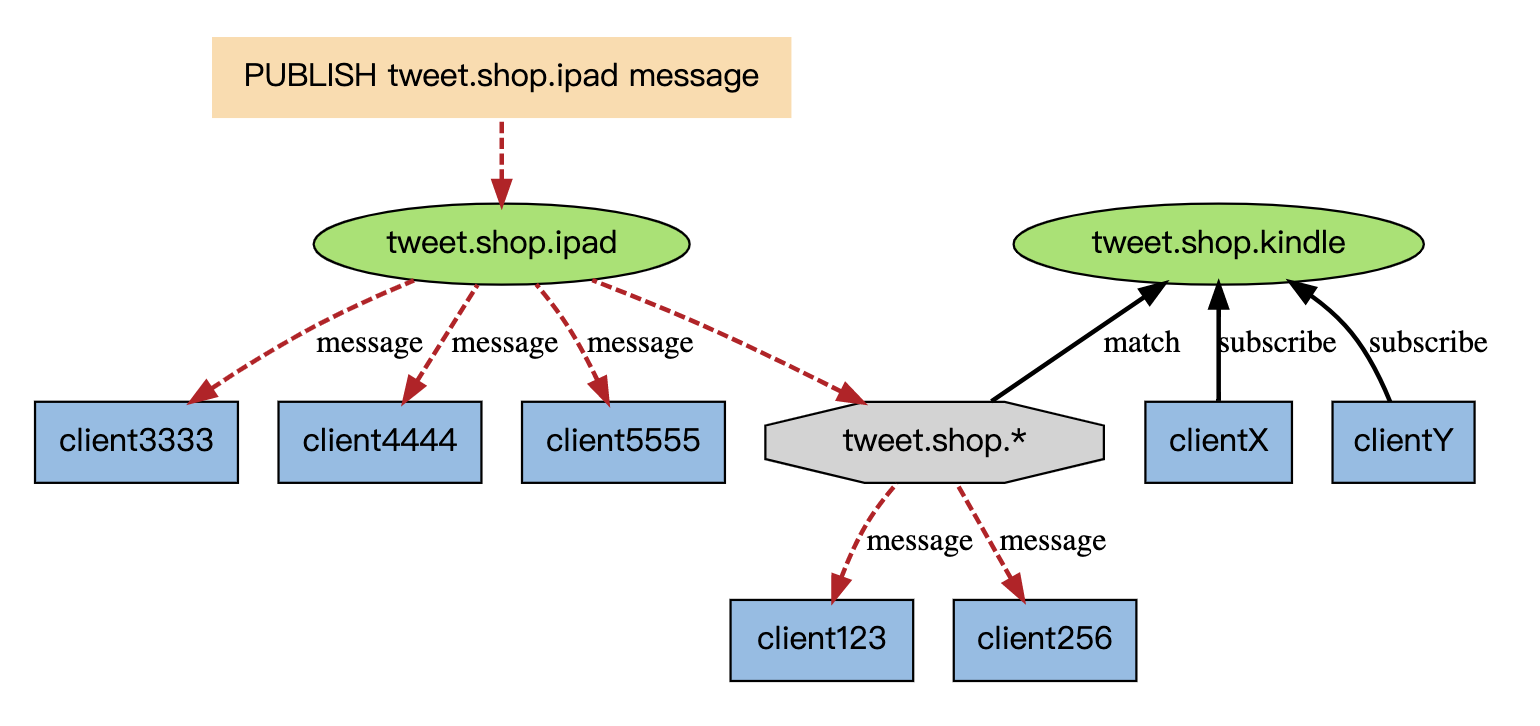 PUBLISH tweet.shop.ipad message
tweet.shop.ipad
tweet.shop.kindle
message
message
message
match
subscribe
subscribe
client3333
client4444
client5555
tweet.shop.*
clientX
clientY
message
message
client123
client256